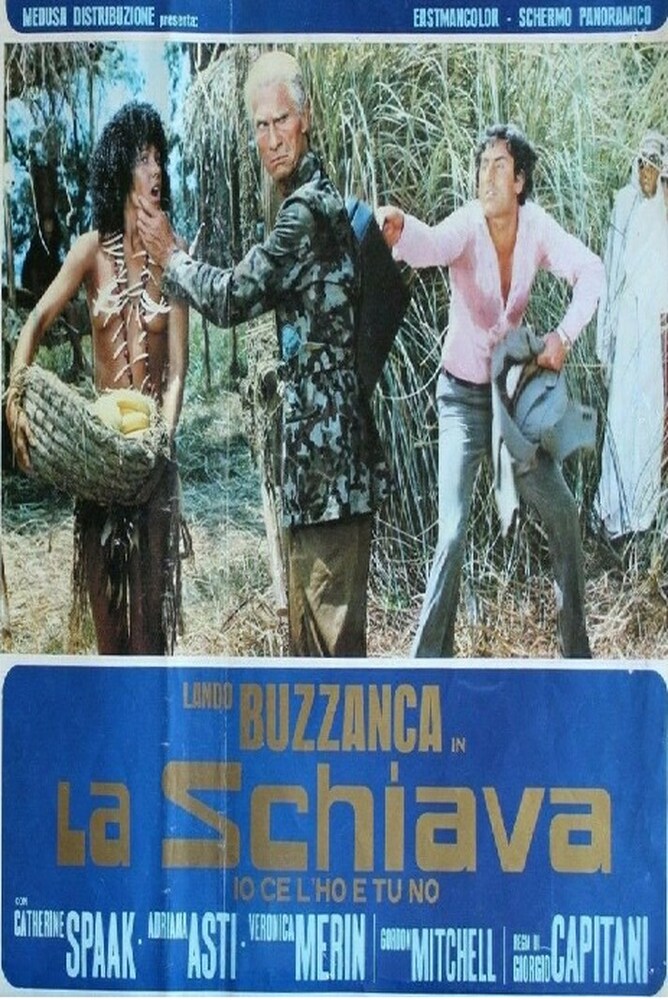 MEDUSA DISTRIBUZIONE presenta:
EASTMANCOLOR - SCHERMO PANORAMICO
LANDO BUZZANCA IN
La Schiava
IO CE L'HO E TU NO
CON
CATHERINE SPAAK · ADRIANA ASTI · VERONICA MERIN | GORDON MITCHELL | REGIA DI GIORGIO CAPITANI